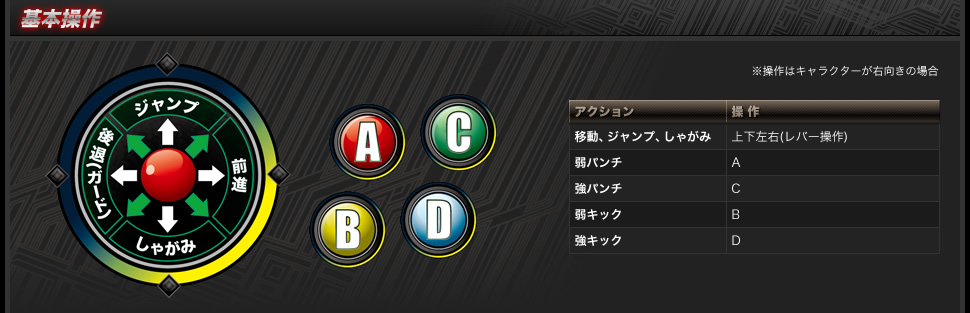 基本操作
※操作はキャラクターが右向きの場合
ジャンプ
後退(ガード)
前進
しゃがみ
A
C
B
D
アクション 操作
移動、ジャンプ、しゃがみ 上下左右(レバー操作)
弱パンチ A
強パンチ C
弱キック B
強キック D